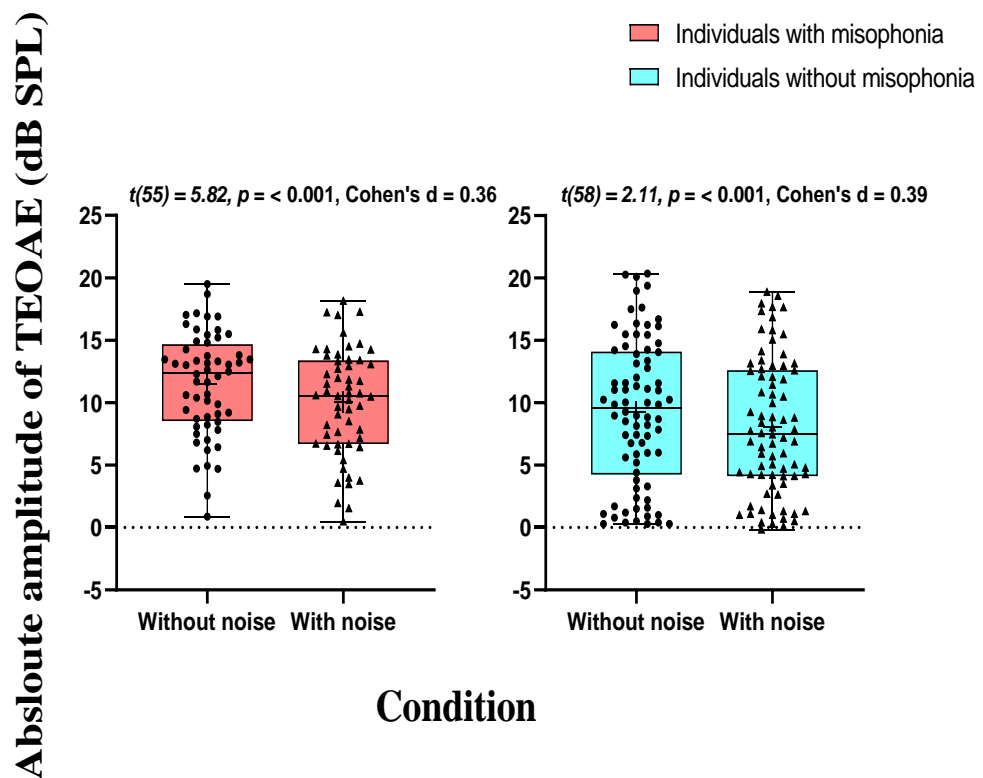 Individuals with misophonia
Individuals without misophonia
Absloute amplitude of TEOAE (dB SPL)
t(55) = 5.82, p = < 0.001, Cohen's d = 0.36
25
20
15
10
5
0
-5
Without noise
With noise
t(58) = 2.11, p = < 0.001, Cohen's d = 0.39
25
20
15
10
5
0
-5
Without noise
With noise
Condition